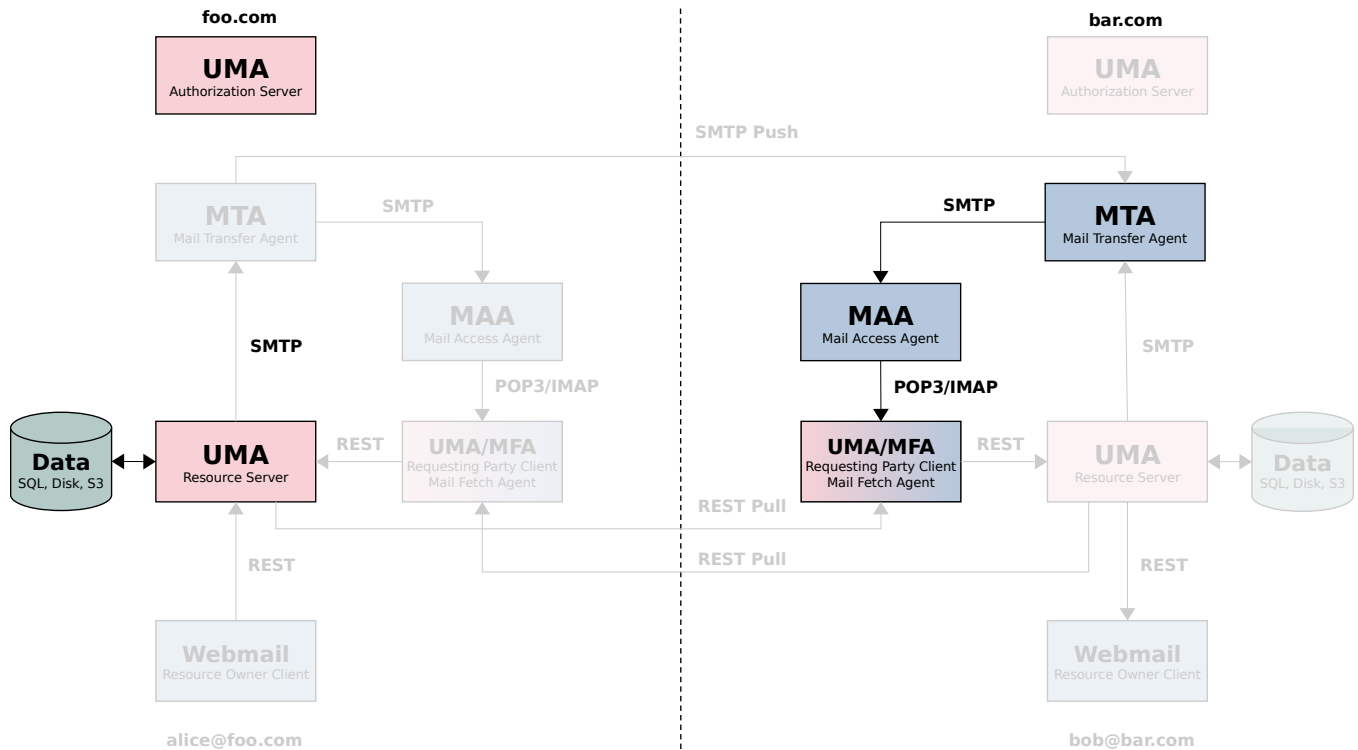 foo.com
bar.com
UMA
Authorization Server
UMA
Authorization Server
SMTP Push
MTA
Mail Transfer Agent
SMTP
SMTP
MTA
Mail Transfer Agent
MAA
Mail Access Agent
MAA
Mail Access Agent
SMTP
SMTP
POP3/IMAP
POP3/IMAP
Data
SQL, Disk, S3
UMA
Resource Server
REST
UMA/MFA
Requesting Party Client
Mail Fetch Agent
UMA/MFA
Requesting Party Client
Mail Fetch Agent
REST
UMA
Resource Server
Data
SQL, Disk, S3
REST Pull
REST Pull
REST
REST
Webmail
Resource Owner Client
Webmail
Resource Owner Client
alice@foo.com
bob@bar.com